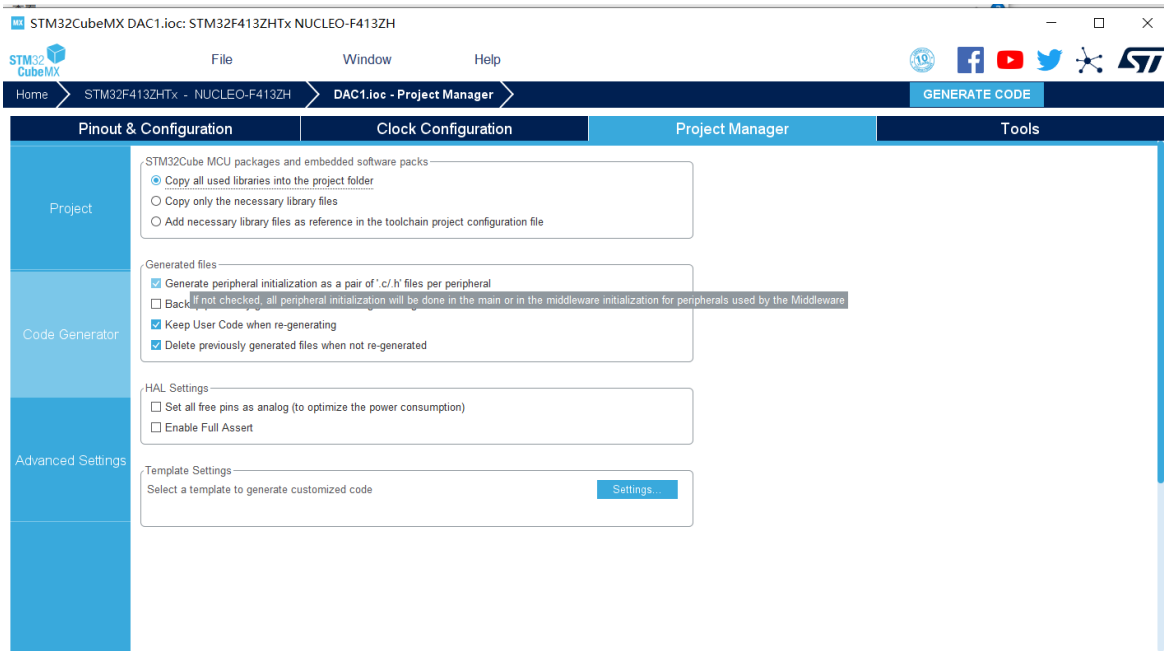 MX STM32CubeMX DAC1.ioc: STM32F413ZHTx NUCLEO-F413ZH
STM32 CubeMX
File Window Help
10
Home STM32F413ZHTx - NUCLEO-F413ZH DAC1.ioc - Project Manager GENERATE CODE
Pinout & Configuration Clock Configuration Project Manager Tools
Project
Code Generator
Advanced Settings
STM32Cube MCU packages and embedded software packs
Copy all used libraries into the project folder
Copy only the necessary library files
Add necessary library files as reference in the toolchain project configuration file
Generated files
Generate peripheral initialization as a pair of '.c/.h' files per peripheral
Back
If not checked, all peripheral initialization will be done in the main or in the middleware initialization for peripherals used by the Middleware
Keep User Code when re-generating
Delete previously generated files when not re-generated
HAL Settings
Set all free pins as analog (to optimize the power consumption)
Enable Full Assert
Template Settings
Select a template to generate customized code Settings...